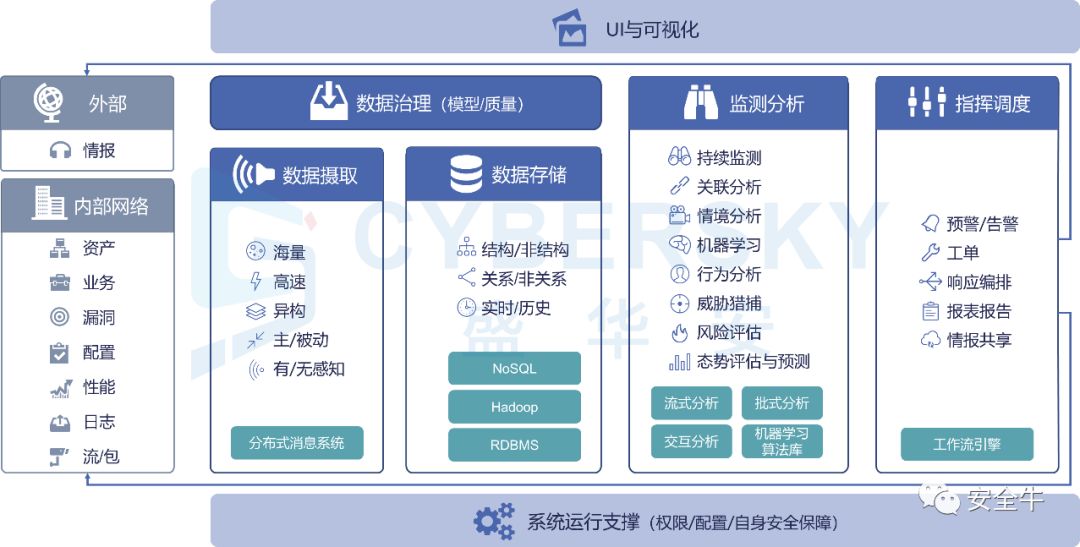 UI与可视化
外部
情报
内部网络
资产
业务
漏洞
配置
性能
日志
流/包
数据治理（模型/质量）
数据摄取
海量
高速
异构
主/被动
有/无感知
分布式消息系统
数据存储
结构/非结构
关系/非关系
实时/历史
NoSQL
Hadoop
RDBMS
监测分析
持续监测
关联分析
情境分析
机器学习
行为分析
威胁猎捕
风险评估
态势评估与预测
流式分析
批式分析
交互分析
机器学习
算法库
指挥调度
预警/告警
工单
响应编排
报表报告
情报共享
工作流引擎
系统运行支撑（权限/配置/自身安全保障）
CYBERSKY
盛华安
安全牛